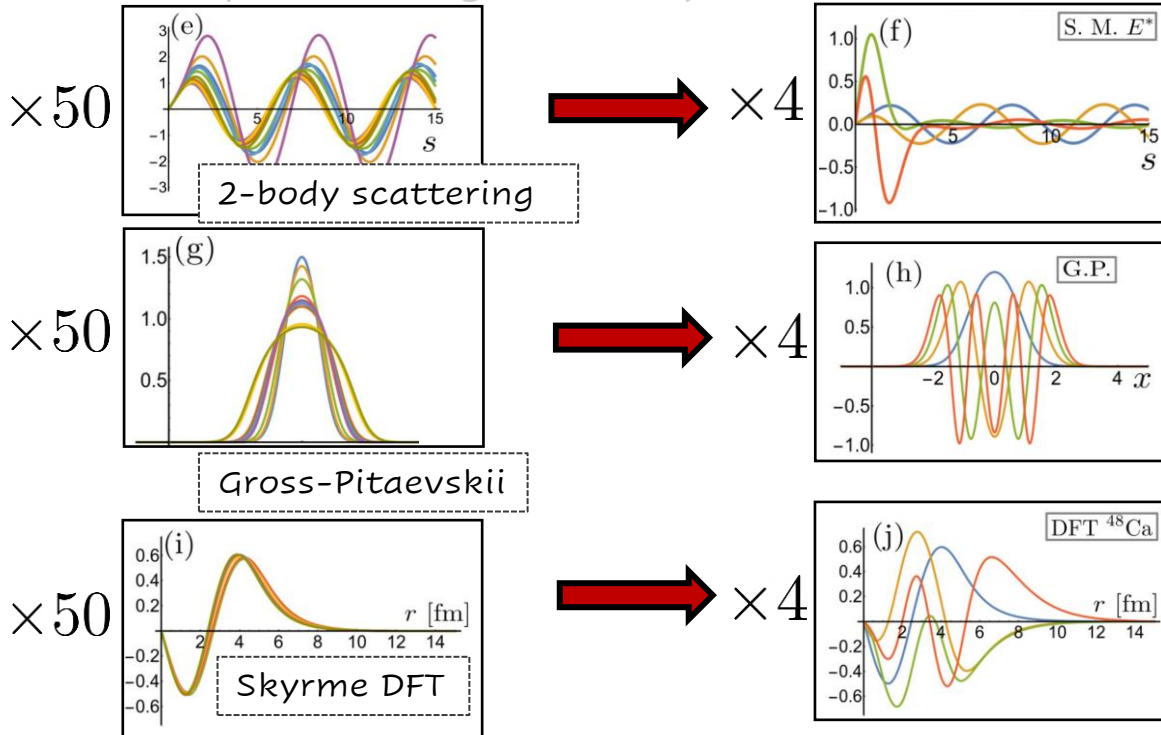 (e)
3
2
1
-1
-2
-3
5
10
15
s
×50
2-body scattering
×4
(f)
S. M. E*
1.0
0.5
0.0
-0.5
-1.0
5
10
15
s
(g)
1.5
1.0
0.5
×50
Gross-Pitaevskii
×4
(h)
G.P.
1.0
0.5
-0.5
-1.0
-2
0
2
4
x
(i)
0.6
0.4
0.2
-0.2
-0.4
-0.6
r [fm]
2 4 6 8 10 12 14
×50
Skyrme DFT
×4
(j)
DFT ⁴⁸Ca
0.6
0.4
0.2
-0.2
-0.4
-0.6
r [fm]
2 4 6 8 10 12 14